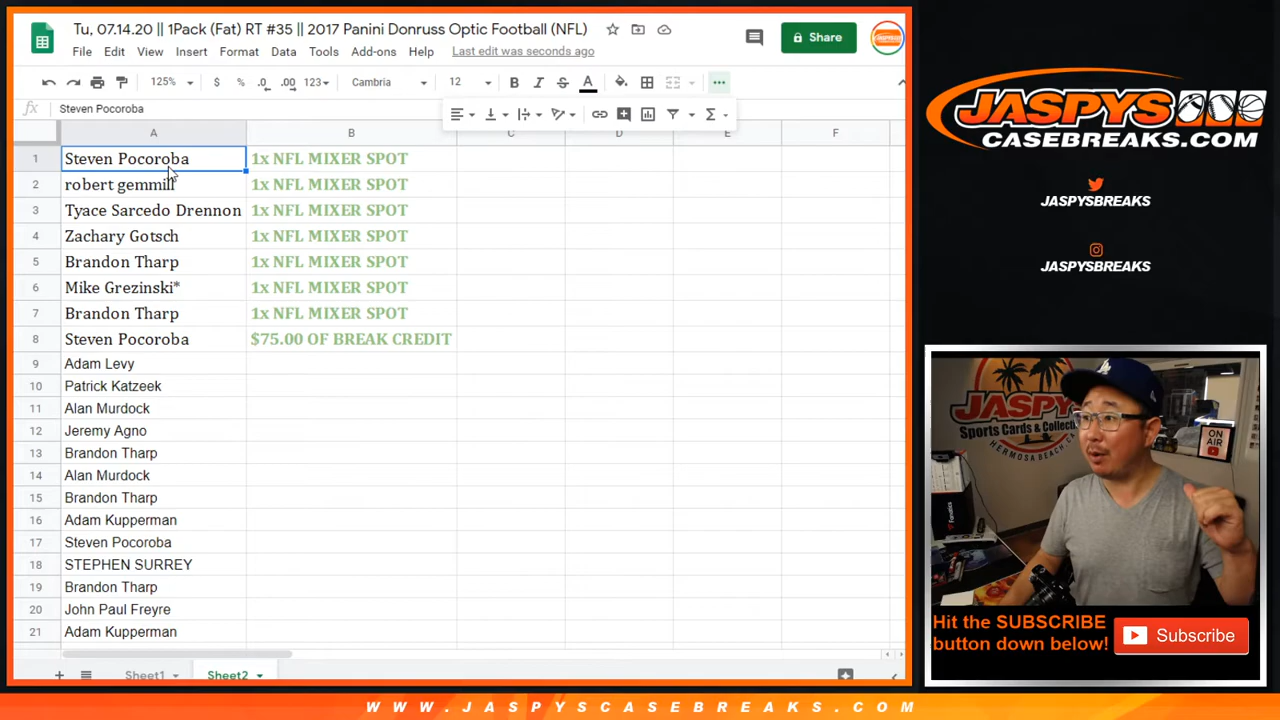 Tu, 07.14.20 || 1Pack (Fat) RT #35 || 2017 Panini Donruss Optic Football (NFL)
File Edit View Insert Format Data Tools Add-ons Help Last edit was seconds ago
Share
125% $ % .0 .00 123 Cambria 12 B I S A
fx Steven Pocoroba
A B C D E F
1 Steven Pocoroba 1x NFL MIXER SPOT
2 robert gemmill 1x NFL MIXER SPOT
3 Tyace Sarcedo Drennon 1x NFL MIXER SPOT
4 Zachary Gotsch 1x NFL MIXER SPOT
5 Brandon Tharp 1x NFL MIXER SPOT
6 Mike Grezinski* 1x NFL MIXER SPOT
7 Brandon Tharp 1x NFL MIXER SPOT
8 Steven Pocoroba $75.00 OF BREAK CREDIT
9 Adam Levy
10 Patrick Katzeek
11 Alan Murdock
12 Jeremy Agno
13 Brandon Tharp
14 Alan Murdock
15 Brandon Tharp
16 Adam Kupperman
17 Steven Pocoroba
18 STEPHEN SURREY
19 Brandon Tharp
20 John Paul Freyre
21 Adam Kupperman
Sheet1 Sheet2
JASPYS
CASEBREAKS.COM
JASPYSBREAKS
JASPYSBREAKS
JASPYS
Sports Cards & Collecti
HERMOSA BEACH, CA
ON AIR
Fanatics
LA
Hit the SUBSCRIBE
button down below!
Subscribe
WWW.JASPYSCASEBREAKS.COM